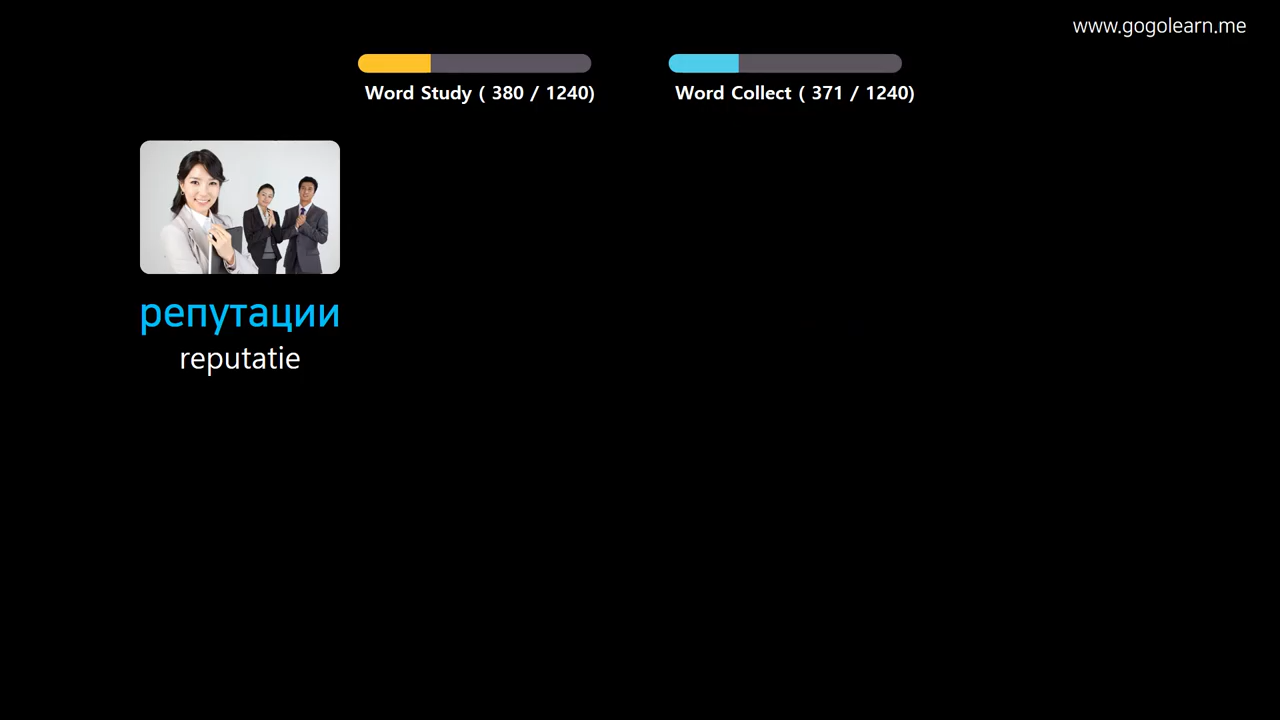 www.gogolearn.me
Word Study ( 380 / 1240)
Word Collect ( 371 / 1240)
репутации
reputatie